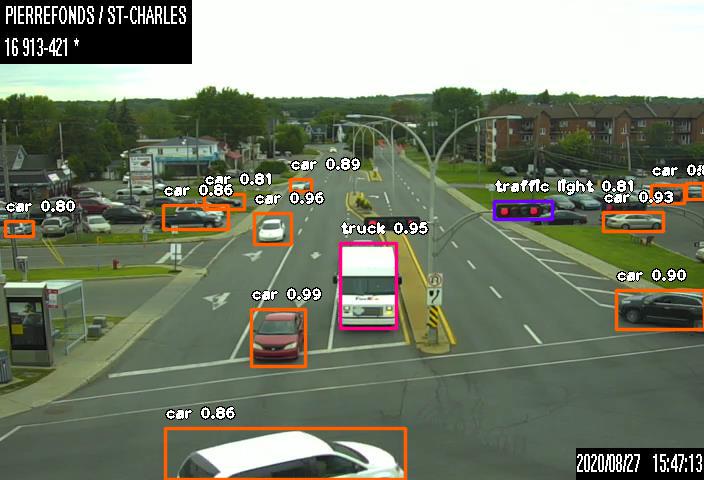 PIERREFONDS / ST-CHARLES
16 913-421 *
car 0.89
car 0.81
car 0.86
traffic light 0.81
car 0.96
car 0.93
car 0.80
truck 0.95
car 0.90
car 0.99
FedEx
car 0.86
2020/08/27 15:47:13